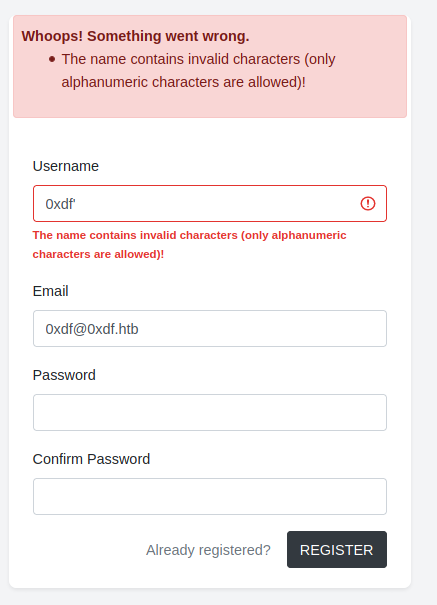 Whoops! Something went wrong.
The name contains invalid characters (only
alphanumeric characters are allowed)!
Username
0xdf'
The name contains invalid characters (only alphanumeric
characters are allowed)!
Email
0xdf@0xdf.htb
Password
Confirm Password
Already registered? REGISTER